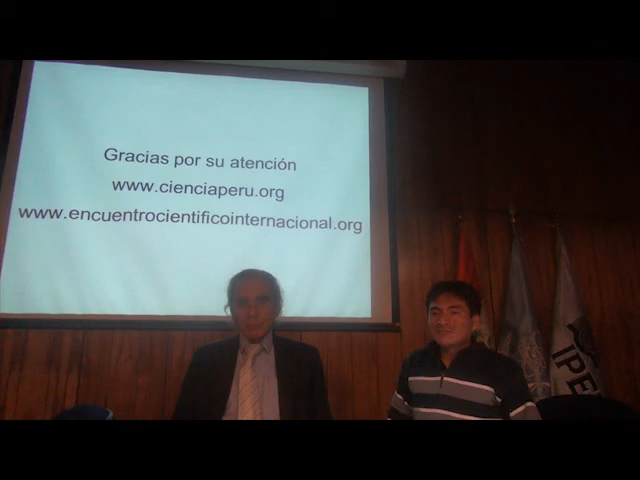 Gracias por su atención
www.cienciaperu.org
www.encuentrocientificointernacional.org
IPE